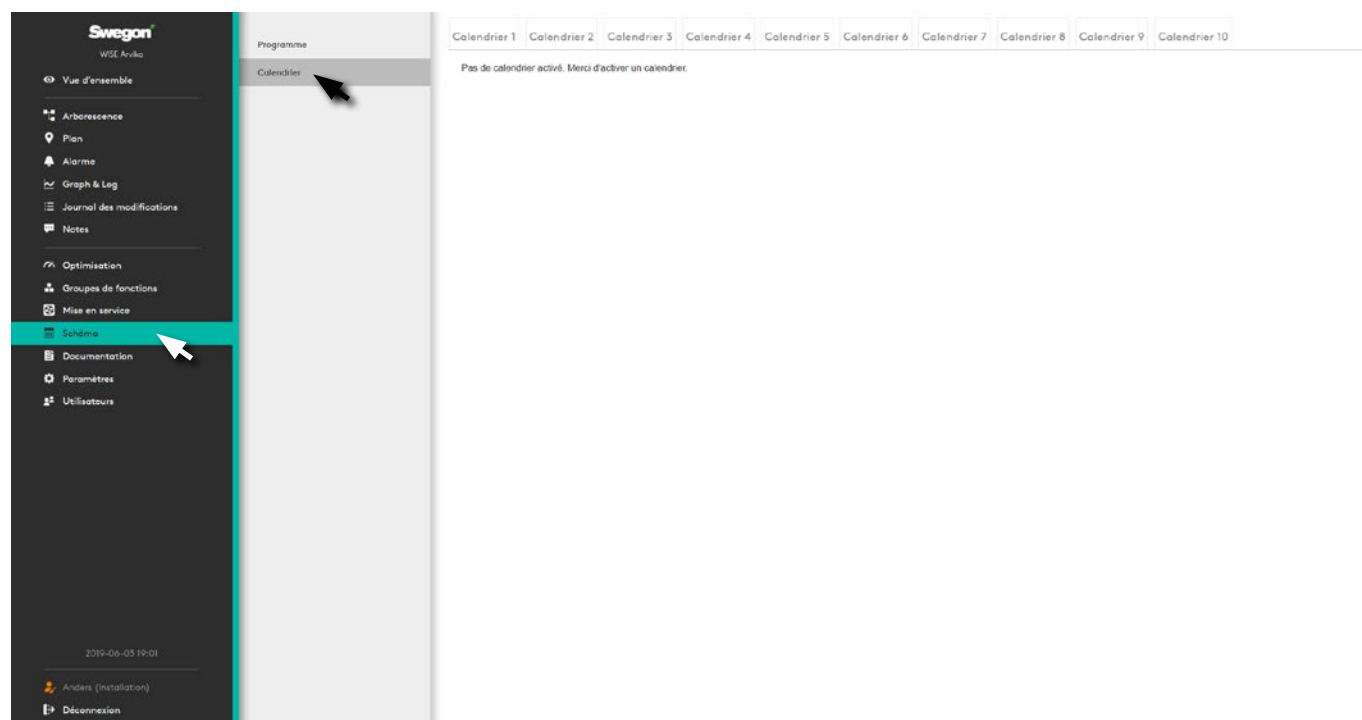 Swegon
WISE Arvika
Vue d'ensemble
Arborescence
Plan
Alarme
Graph & Log
Journal des modifications
Notes
Optimisation
Groupes de fonctions
Mise en service
Schéma
Documentation
Paramètres
Utilisateurs
2019-06-03 19:01
Anders (Installation)
Déconnexion
Programme
Calendrier
Calendrier 1 Calendrier 2 Calendrier 3 Calendrier 4 Calendrier 5 Calendrier 6 Calendrier 7 Calendrier 8 Calendrier 9 Calendrier 10
Pas de calendrier activé. Merci d'activer un calendrier.